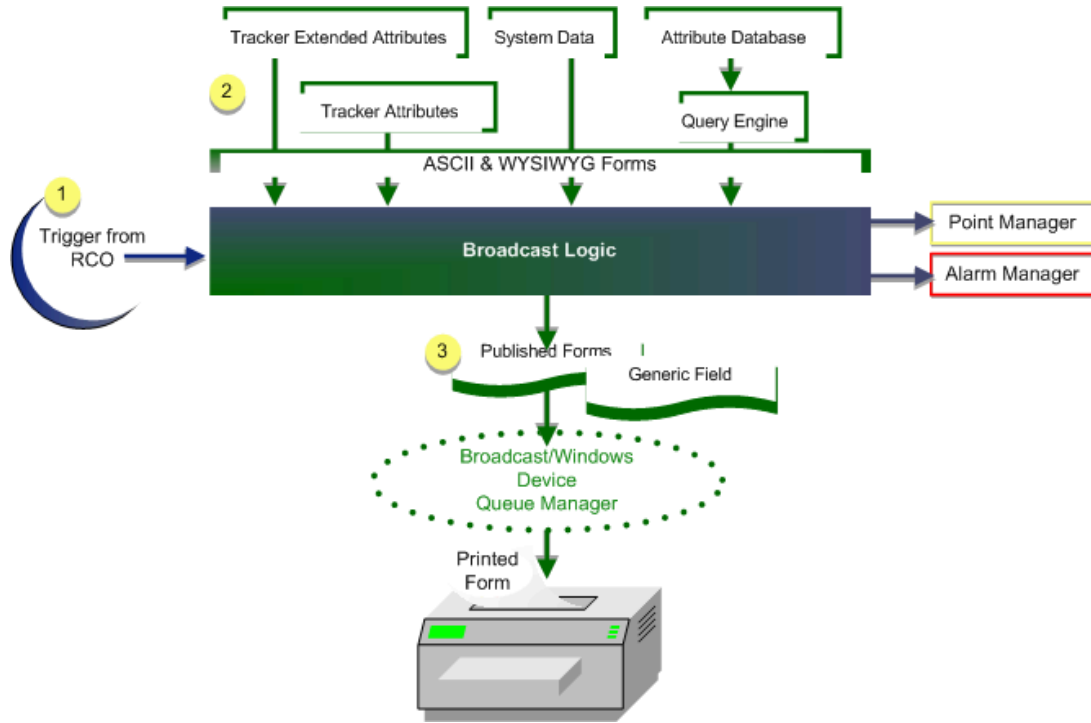 Tracker Extended Attributes
System Data
Attribute Database
2
Tracker Attributes
Query Engine
ASCII & WYSIWYG Forms
1
Trigger from
RCO
Broadcast Logic
Point Manager
Alarm Manager
3
Published Forms
Generic Field
Broadcast/Windows
Device
Queue Manager
Printed
Form